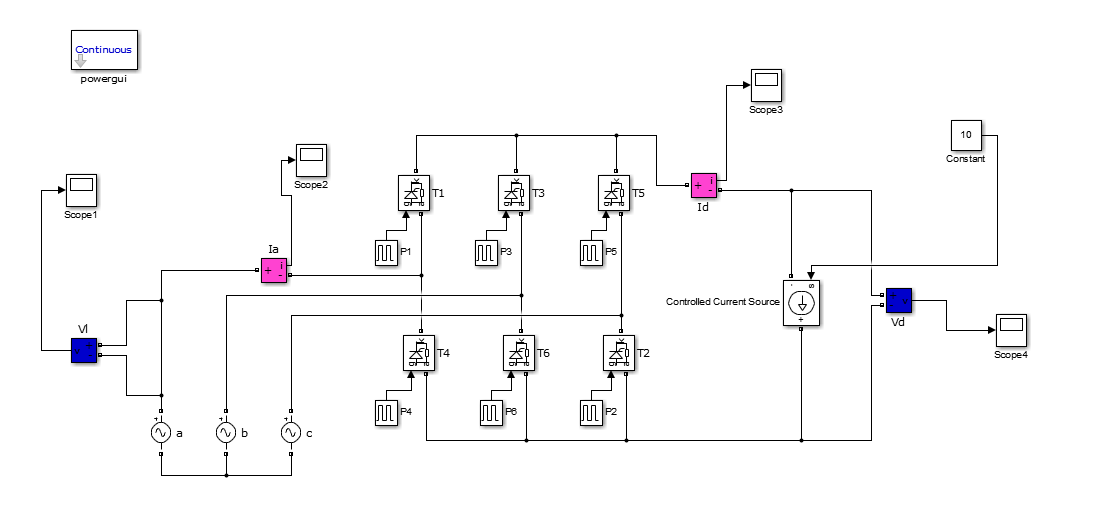 Continuous
powergui
Scope3
10
Constant
Scope2
Scope1
T1
T3
T5
+
i
-
Id
P1
P3
P5
Ia
+
i
-
Controlled Current Source
s
-
+
Vd
Scope4
Vl
T4
T6
T2
P4
P6
P2
+
a
+
b
+
c